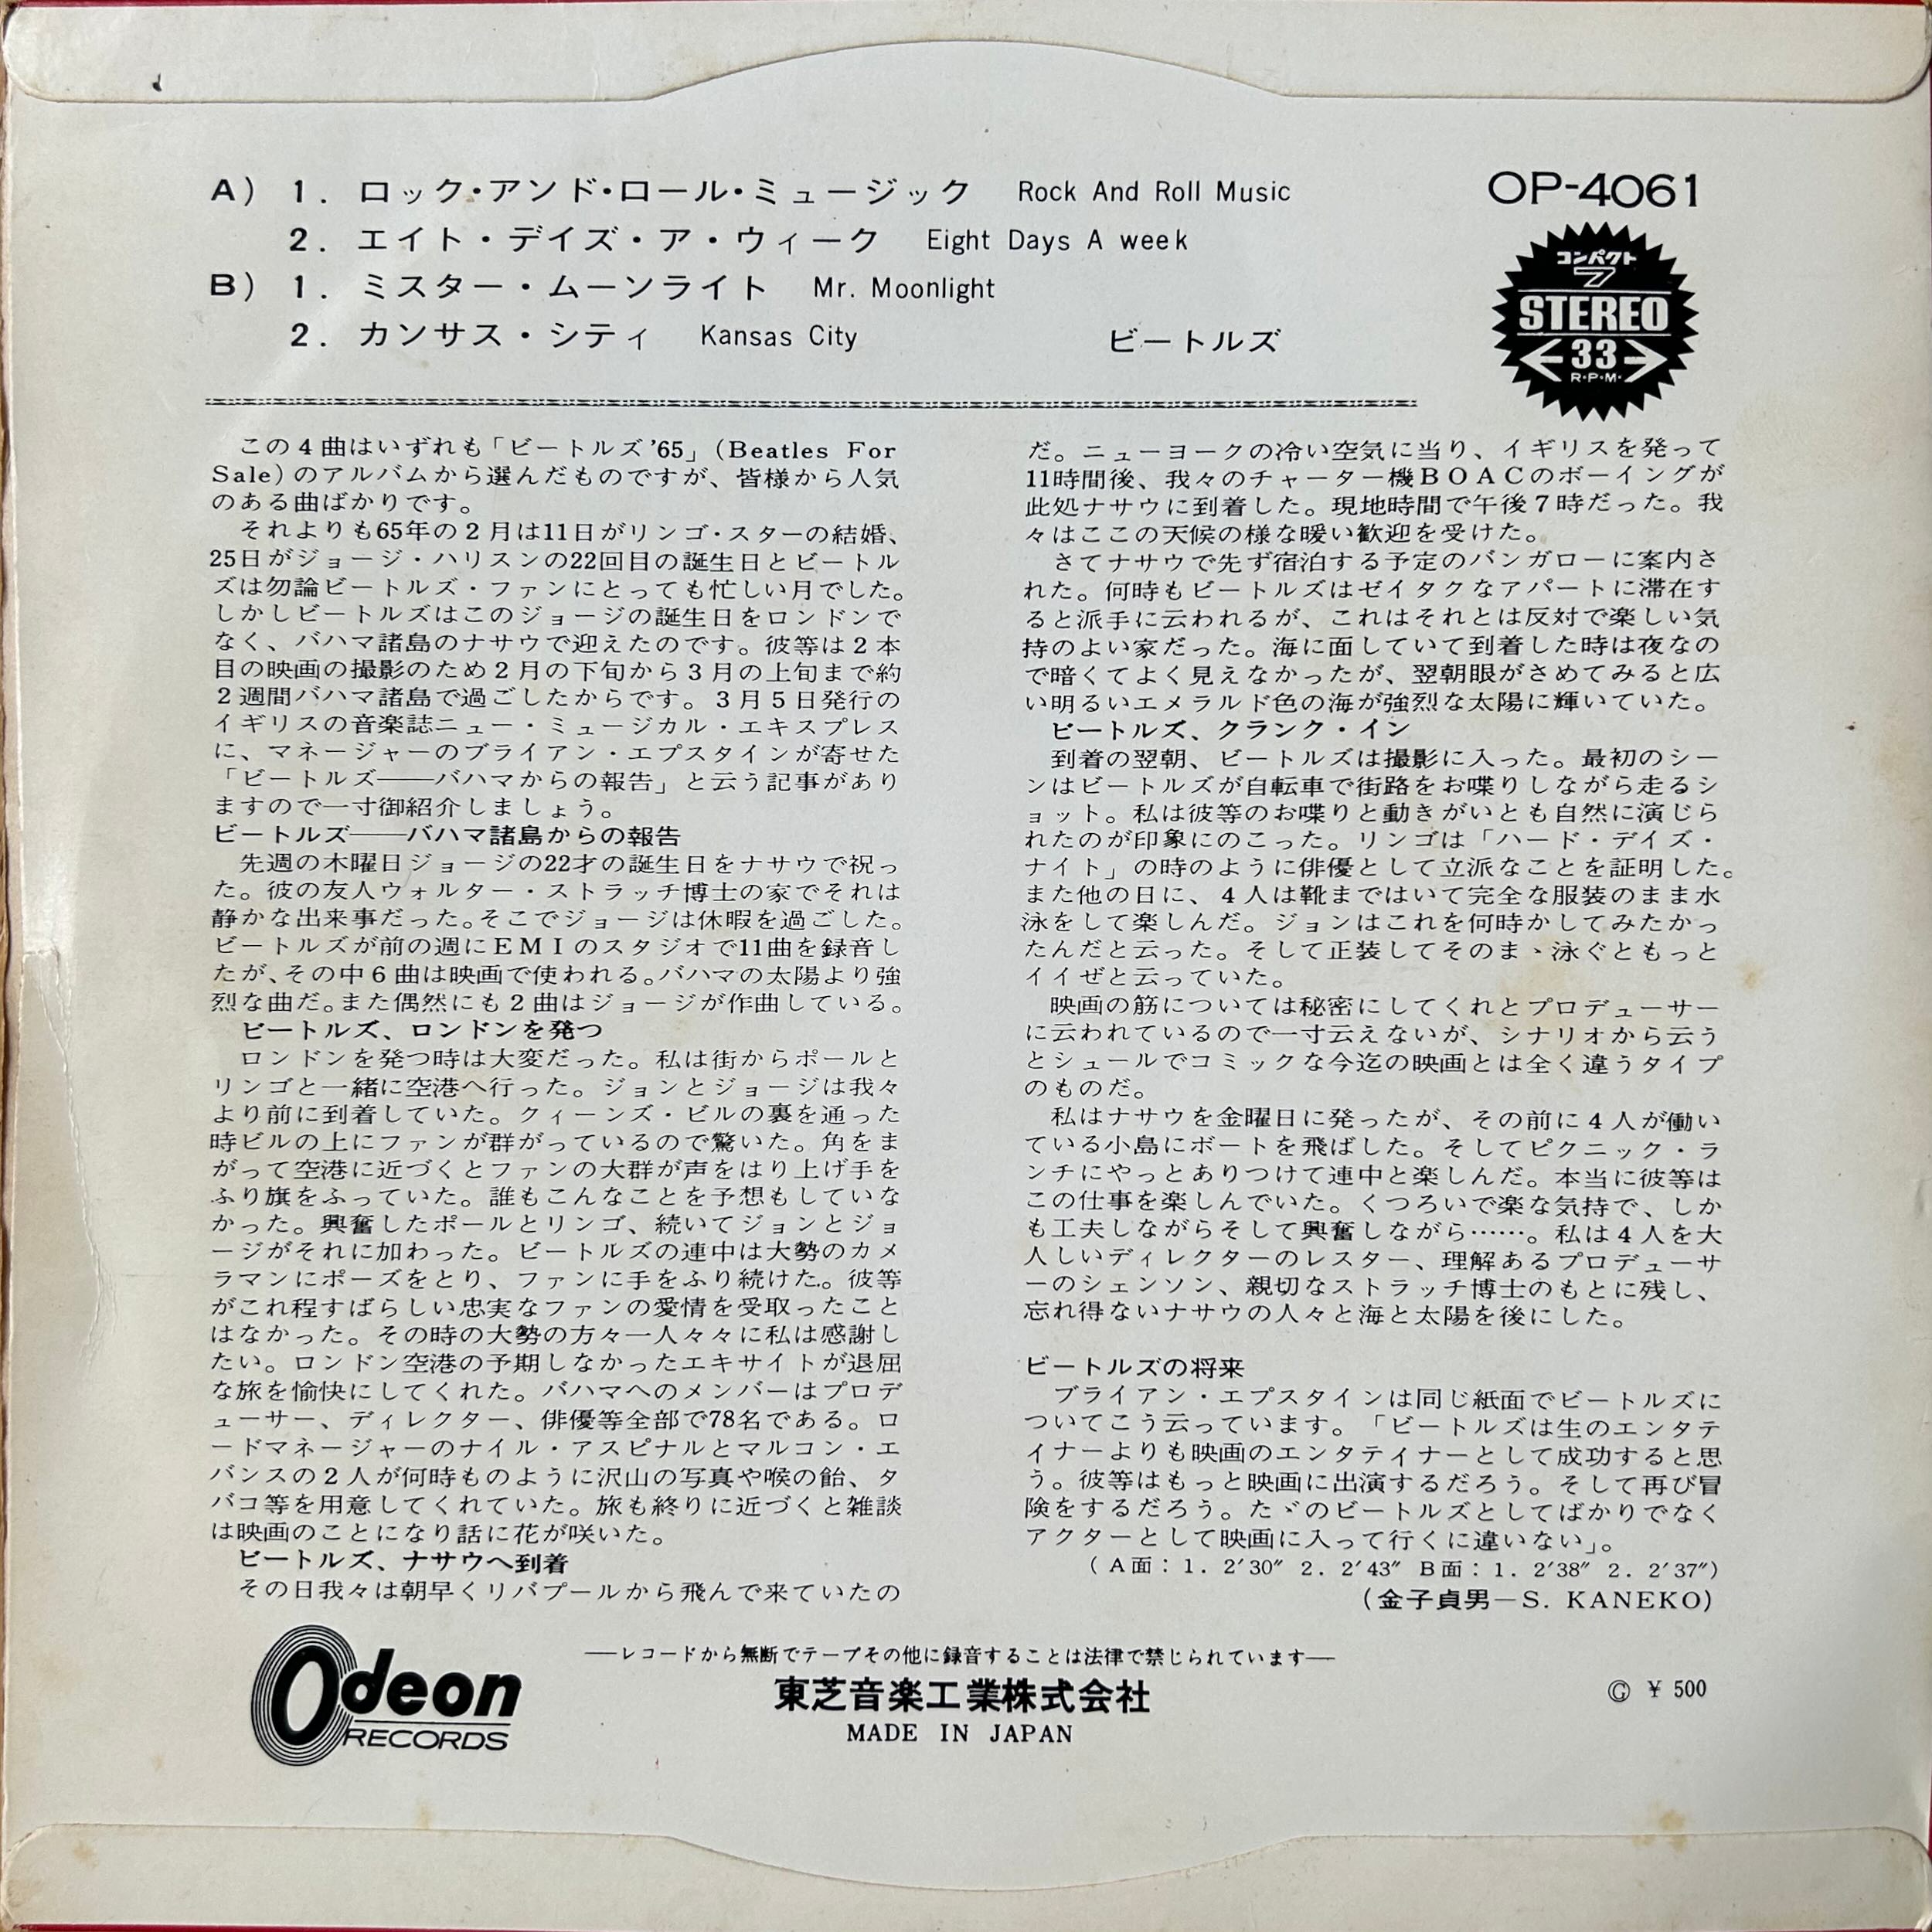 A) 1. ロック・アンド・ロール・ミュージック Rock And Roll Music
2. エイト・デイズ・ア・ウィーク Eight Days A week
B) 1. ミスター・ムーンライト Mr. Moonlight
2. カンサス・シティ Kansas City ビートルズ
OP-4061
コンパクト
7
STEREO
33
R・P・M・
この4曲はいずれも「ビートルズ'65」(Beatles For
Sale)のアルバムから選んだものですが、皆様から人気
のある曲ばかりです。
それよりも65年の2月は11日がリンゴ・スターの結婚、
25日がジョージ・ハリスンの22回目の誕生日とビートル
ズは勿論ビートルズ・ファンにとっても忙しい月でした。
しかしビートルズはこのジョージの誕生日をロンドンで
なく、バハマ諸島のナサウで迎えたのです。彼等は2本
目の映画の撮影のため2月の下旬から3月の上旬まで約
2週間バハマ諸島で過ごしたからです。3月5日発行の
イギリスの音楽誌ニュー・ミュージカル・エキスプレス
に、マネージャーのブライアン・エプスタインが寄せた
「ビートルズ――バハマからの報告」と云う記事があり
ますので一寸御紹介しましょう。
ビートルズ――バハマ諸島からの報告
先週の木曜日ジョージの22才の誕生日をナサウで祝っ
た。彼の友人ウォルター・ストラッチ博士の家でそれは
静かな出来事だった。そこでジョージは休暇を過ごした。
ビートルズが前の週にEMIのスタジオで11曲を録音し
たが、その中6曲は映画で使われる。バハマの太陽より強
烈な曲だ。また偶然にも2曲はジョージが作曲している。
ビートルズ、ロンドンを発つ
ロンドンを発つ時は大変だった。私は街からポールと
リンゴと一緒に空港へ行った。ジョンとジョージは我々
より前に到着していた。クィーンズ・ビルの裏を通った
時ビルの上にファンが群がっているので驚いた。角をま
がって空港に近づくとファンの大群が声をはり上げ手を
ふり旗をふっていた。誰もこんなことを予想もしていな
かった。興奮したポールとリンゴ、続いてジョンとジョ
ージがそれに加わった。ビートルズの連中は大勢のカメ
ラマンにポーズをとり、ファンに手をふり続けた。彼等
がこれ程すばらしい忠実なファンの愛情を受取ったこと
はなかった。その時の大勢の方々一人々々に私は感謝し
たい。ロンドン空港の予期しなかったエキサイトが退屈
な旅を愉快にしてくれた。バハマへのメンバーはプロデ
ューサー、ディレクター、俳優等全部で78名である。ロ
ードマネージャーのナイル・アスピナルとマルコン・エ
バンスの2人が何時ものように沢山の写真や喉の飴、タ
バコ等を用意してくれていた。旅も終りに近づくと雑談
は映画のことになり話に花が咲いた。
ビートルズ、ナサウへ到着
その日我々は朝早くリバプールから飛んで来ていたの
だ。ニューヨークの冷い空気に当り、イギリスを発って
11時間後、我々のチャーター機BOACのボーイングが
此処ナサウに到着した。現地時間で午後7時だった。我
々はここの天候の様な暖い歓迎を受けた。
さてナサウで先ず宿泊する予定のバンガローに案内さ
れた。何時もビートルズはゼイタクなアパートに滞在す
ると派手に云われるが、これはそれとは反対で楽しい気
持のよい家だった。海に面していて到着した時は夜なの
で暗くてよく見えなかったが、翌朝眼がさめてみると広
い明るいエメラルド色の海が強烈な太陽に輝いていた。
ビートルズ、クランク・イン
到着の翌朝、ビートルズは撮影に入った。最初のシー
ンはビートルズが自転車で街路をお喋りしながら走るシ
ョット。私は彼等のお喋りと動きがいとも自然に演じら
れたのが印象にのこった。リンゴは「ハード・デイズ・
ナイト」の時のように俳優として立派なことを証明した。
また他の日に、4人は靴まではいて完全な服装のまま水
泳をして楽しんだ。ジョンはこれを何時かしてみたかっ
たんだと云った。そして正装してそのまゝ泳ぐともっと
イイぜと云っていた。
映画の筋については秘密にしてくれとプロデューサー
に云われているので一寸云えないが、シナリオから云う
とシュールでコミックな今迄の映画とは全く違うタイプ
のものだ。
私はナサウを金曜日に発ったが、その前に4人が働い
ている小島にボートを飛ばした。そしてピクニック・ラ
ンチにやっとありつけて連中と楽しんだ。本当に彼等は
この仕事を楽しんでいた。くつろいで楽な気持で、しか
も工夫しながらそして興奮しながら……。私は4人を大
人しいディレクターのレスター、理解あるプロデューサ
ーのシェンソン、親切なストラッチ博士のもとに残し、
忘れ得ないナサウの人々と海と太陽を後にした。
ビートルズの将来
ブライアン・エプスタインは同じ紙面でビートルズに
ついてこう云っています。「ビートルズは生のエンタテ
イナーよりも映画のエンタテイナーとして成功すると思
う。彼等はもっと映画に出演するだろう。そして再び冒
険をするだろう。たゞのビートルズとしてばかりでなく
アクターとして映画に入って行くに違いない」。
(A面:1. 2'30" 2. 2'43" B面:1. 2'38" 2. 2'37")
(金子貞男―S. KANEKO)
Odeon
RECORDS
――レコードから無断でテープその他に録音することは法律で禁じられています――
東芝音楽工業株式会社
MADE IN JAPAN
Ⓖ ¥ 500